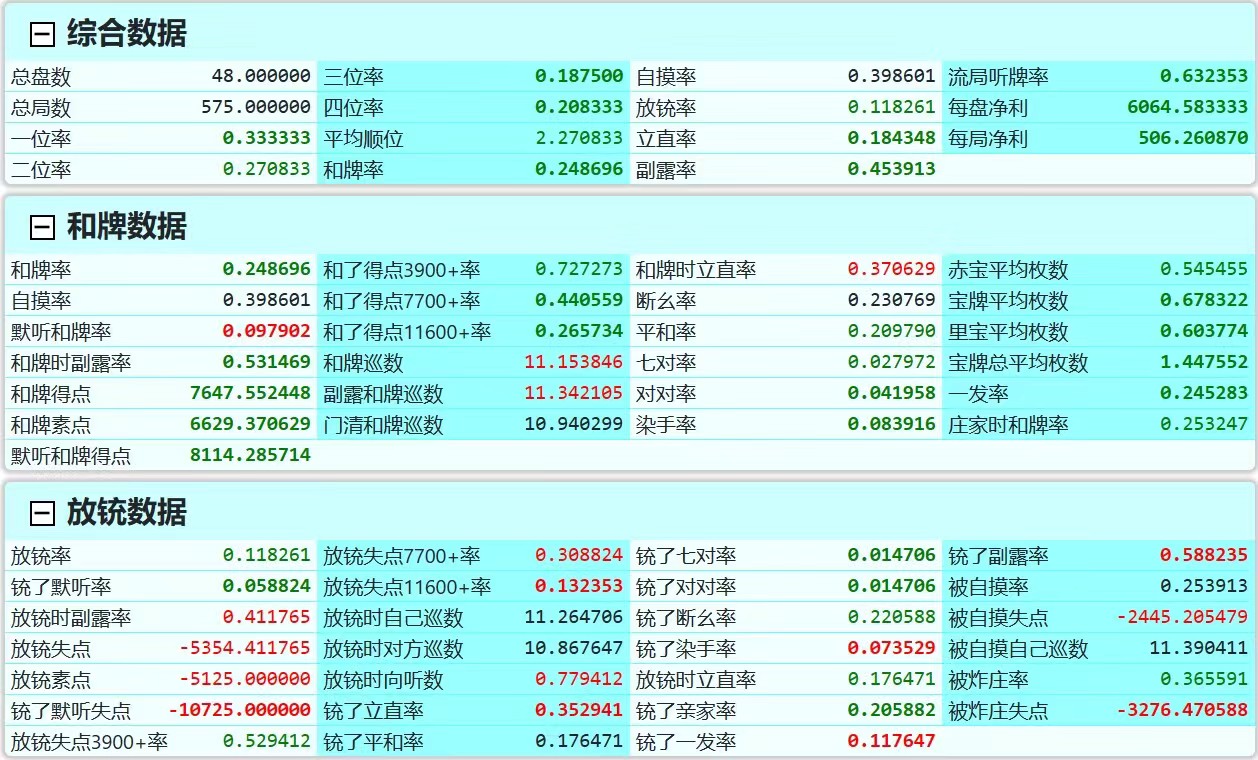 综合数据
总盘数 48.000000 三位率 0.187500 自摸率 0.398601 流局听牌率 0.632353
总局数 575.000000 四位率 0.208333 放铳率 0.118261 每盘净利 6064.583333
一位率 0.333333 平均顺位 2.270833 立直率 0.184348 每局净利 506.260870
二位率 0.270833 和牌率 0.248696 副露率 0.453913
和牌数据
和牌率 0.248696 和了得点3900+率 0.727273 和牌时立直率 0.370629 赤宝平均枚数 0.545455
自摸率 0.398601 和了得点7700+率 0.440559 断幺率 0.230769 宝牌平均枚数 0.678322
默听和牌率 0.097902 和了得点11600+率 0.265734 平和率 0.209790 里宝平均枚数 0.603774
和牌时副露率 0.531469 和牌巡数 11.153846 七对率 0.027972 宝牌总平均枚数 1.447552
和牌得点 7647.552448 副露和牌巡数 11.342105 对对率 0.041958 一发率 0.245283
和牌素点 6629.370629 门清和牌巡数 10.940299 染手率 0.083916 庄家时和牌率 0.253247
默听和牌得点 8114.285714
放铳数据
放铳率 0.118261 放铳失点7700+率 0.308824 铳了七对率 0.014706 铳了副露率 0.588235
铳了默听率 0.058824 放铳失点11600+率 0.132353 铳了对对率 0.014706 被自摸率 0.253913
放铳时副露率 0.411765 放铳时自己巡数 11.264706 铳了断幺率 0.220588 被自摸失点 -2445.205479
放铳失点 -5354.411765 放铳时对方巡数 10.867647 铳了染手率 0.073529 被自摸自己巡数 11.390411
放铳素点 -5125.000000 放铳时向听数 0.779412 放铳时立直率 0.176471 被炸庄率 0.365591
铳了默听失点 -10725.000000 铳了立直率 0.352941 铳了亲家率 0.205882 被炸庄失点 -3276.470588
放铳失点3900+率 0.529412 铳了平和率 0.176471 铳了一发率 0.117647